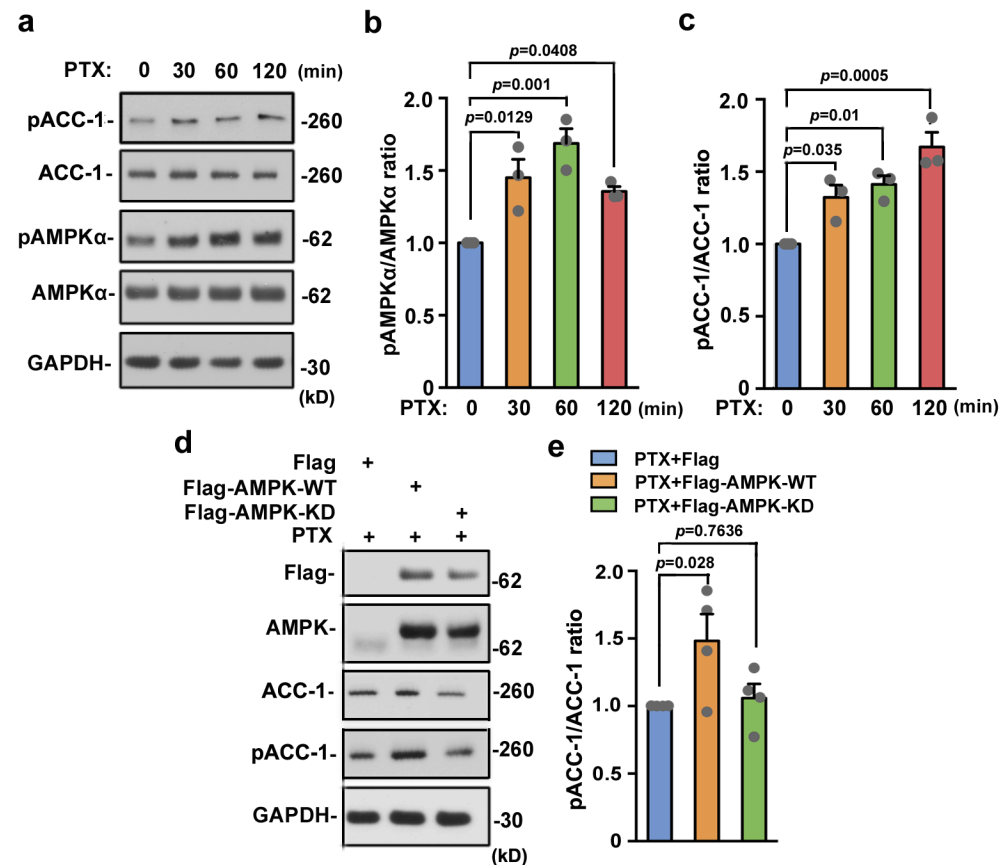 a
PTX: 0 30 60 120 (min)
pACC-1- -260
ACC-1- -260
pAMPKα- -62
AMPKα- -62
GAPDH- -30
(kD)
b
p=0.0408
p=0.001
p=0.0129
pAMPKα/AMPKα ratio
2.0
1.5
1.0
0.5
0
PTX: 0 30 60 120 (min)
c
p=0.0005
p=0.01
p=0.035
pACC-1/ACC-1 ratio
2.0
1.5
1.0
0.5
0
PTX: 0 30 60 120 (min)
d
Flag +
Flag-AMPK-WT +
Flag-AMPK-KD +
PTX + + +
Flag- -62
AMPK- -62
ACC-1- -260
pACC-1- -260
GAPDH- -30
(kD)
e
PTX+Flag
PTX+Flag-AMPK-WT
PTX+Flag-AMPK-KD
p=0.7636
p=0.028
pACC-1/ACC-1 ratio
2.0
1.5
1.0
0.5
0